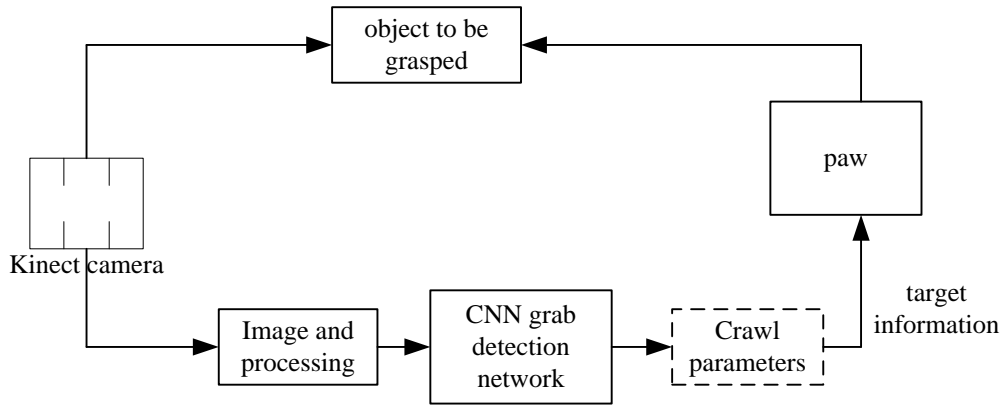 object to be
grasped
paw
Kinect camera
Image and
processing
CNN grab
detection
network
Crawl
parameters
target
information